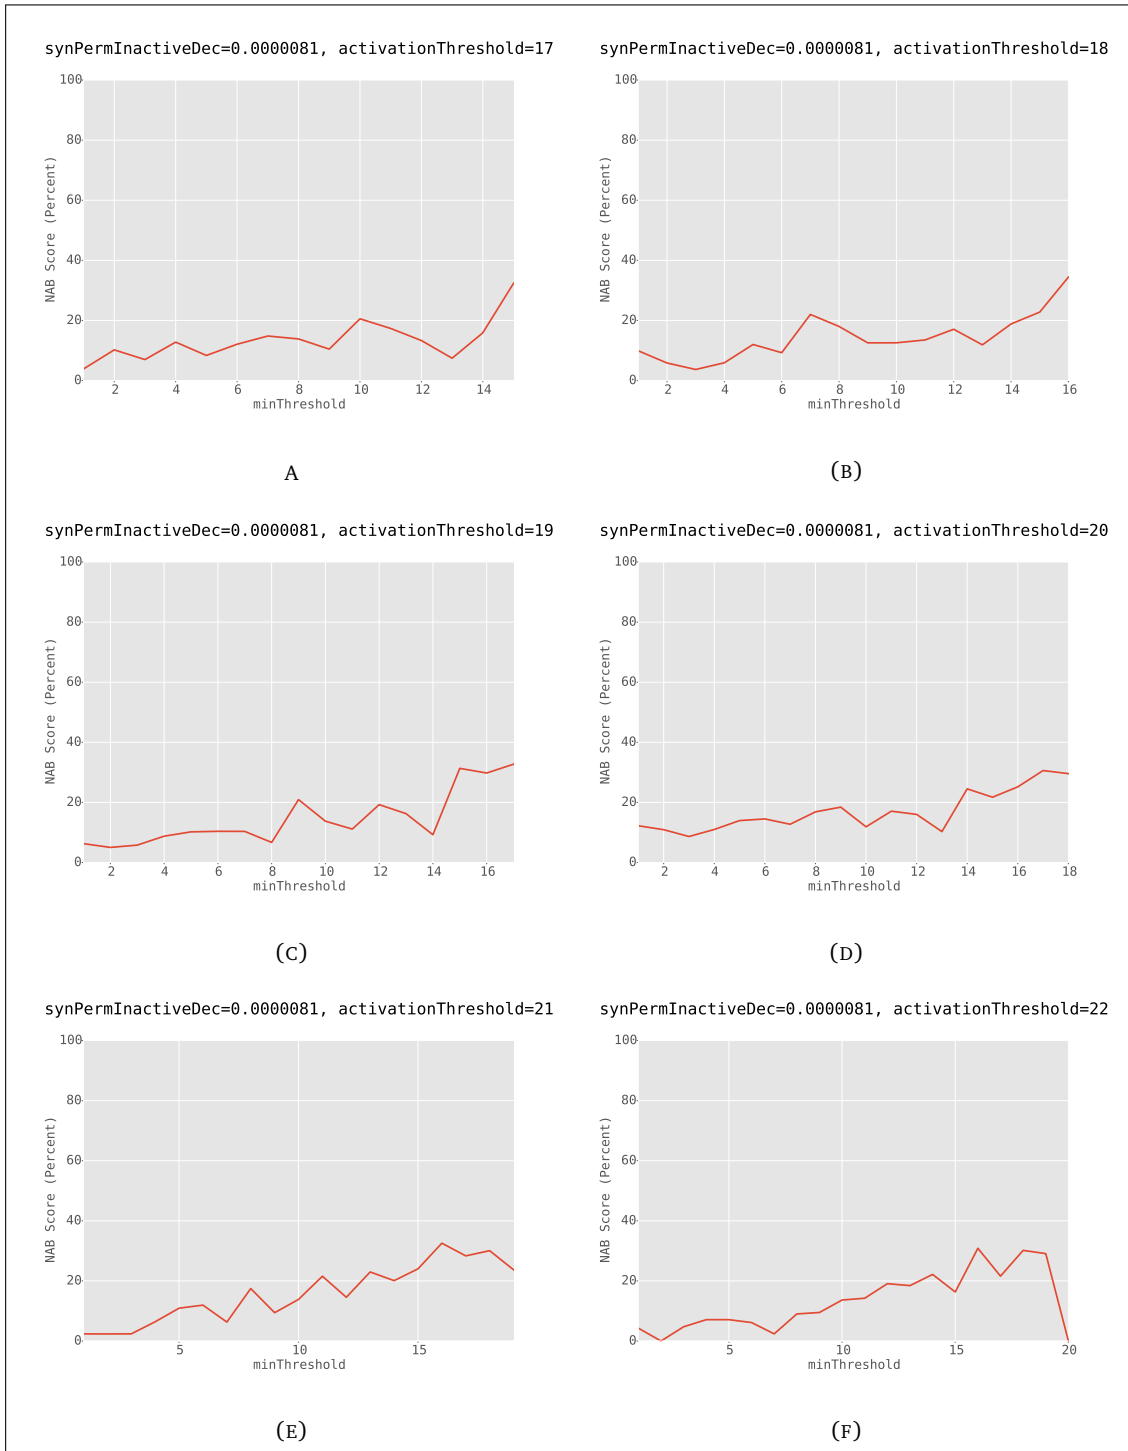 synPermInactiveDec=0.0000081, activationThreshold=17
100
80
60
40
20
0
NAB Score (Percent)
2 4 6 8 10 12 14
minThreshold
A
synPermInactiveDec=0.0000081, activationThreshold=18
100
80
60
40
20
0
NAB Score (Percent)
2 4 6 8 10 12 14 16
minThreshold
(B)
synPermInactiveDec=0.0000081, activationThreshold=19
100
80
60
40
20
0
NAB Score (Percent)
2 4 6 8 10 12 14 16
minThreshold
(C)
synPermInactiveDec=0.0000081, activationThreshold=20
100
80
60
40
20
0
NAB Score (Percent)
2 4 6 8 10 12 14 16 18
minThreshold
(D)
synPermInactiveDec=0.0000081, activationThreshold=21
100
80
60
40
20
0
NAB Score (Percent)
5 10 15
minThreshold
(E)
synPermInactiveDec=0.0000081, activationThreshold=22
100
80
60
40
20
0
NAB Score (Percent)
5 10 15 20
minThreshold
(F)